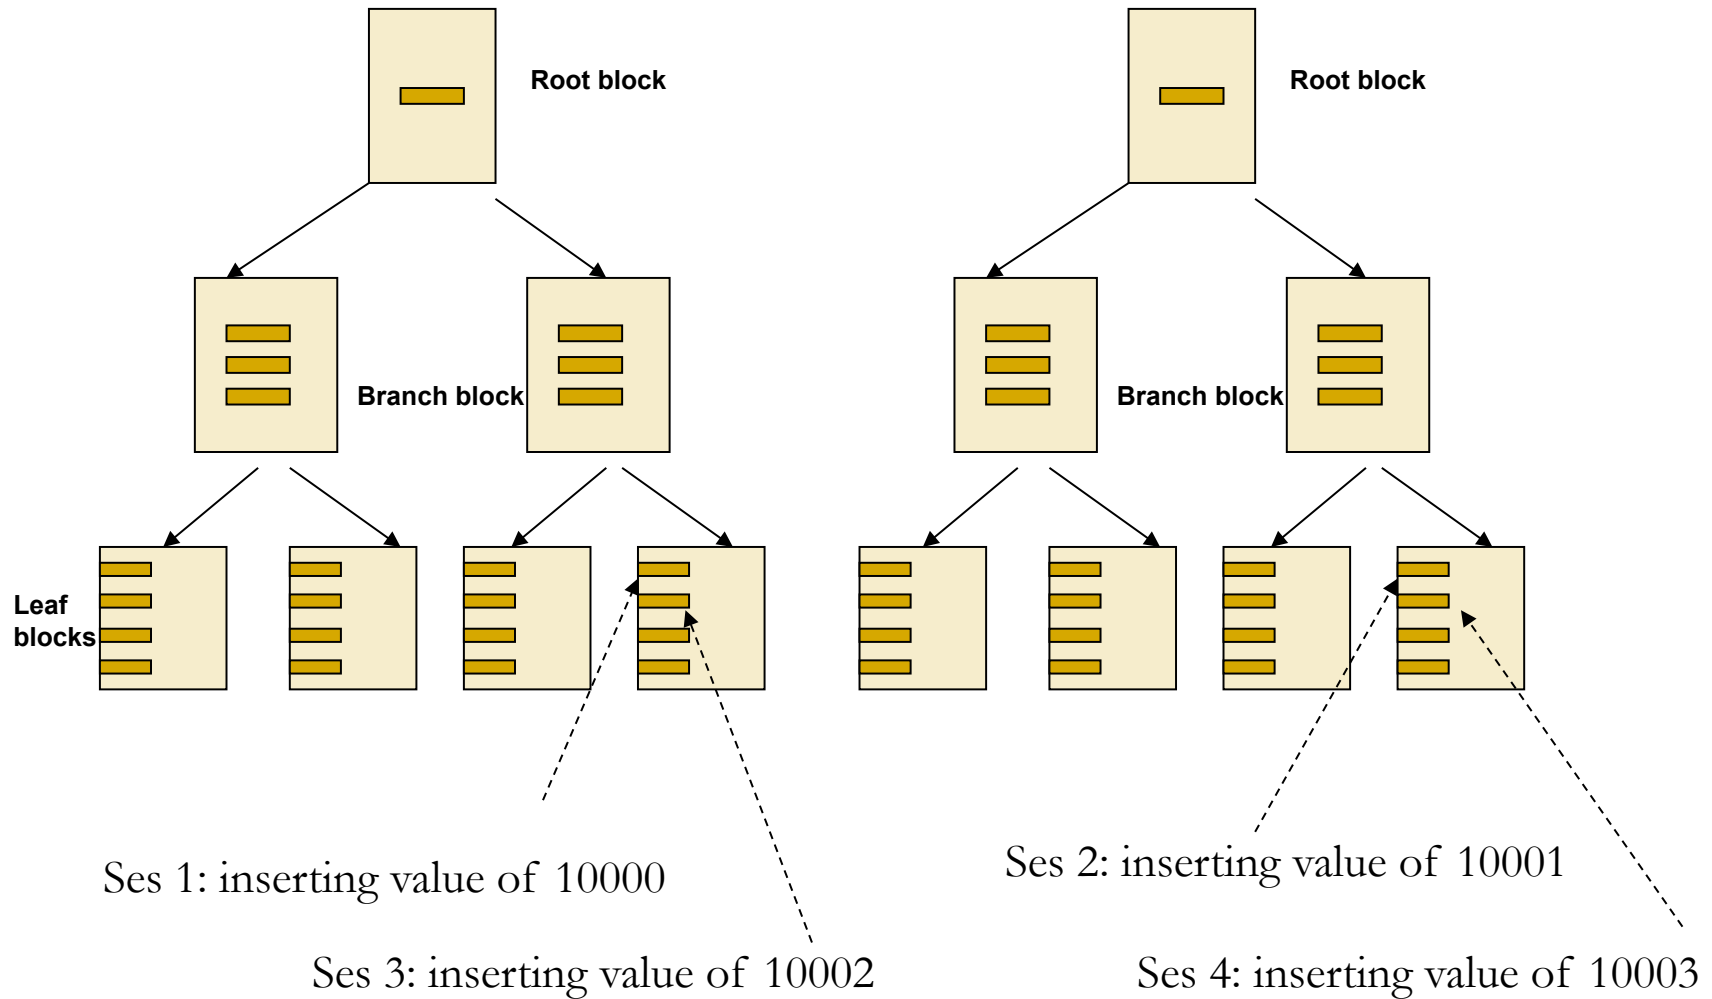 Root block
Root block
Branch block
Branch block
Leaf
blocks
Ses 1: inserting value of 10000
Ses 2: inserting value of 10001
Ses 3: inserting value of 10002
Ses 4: inserting value of 10003